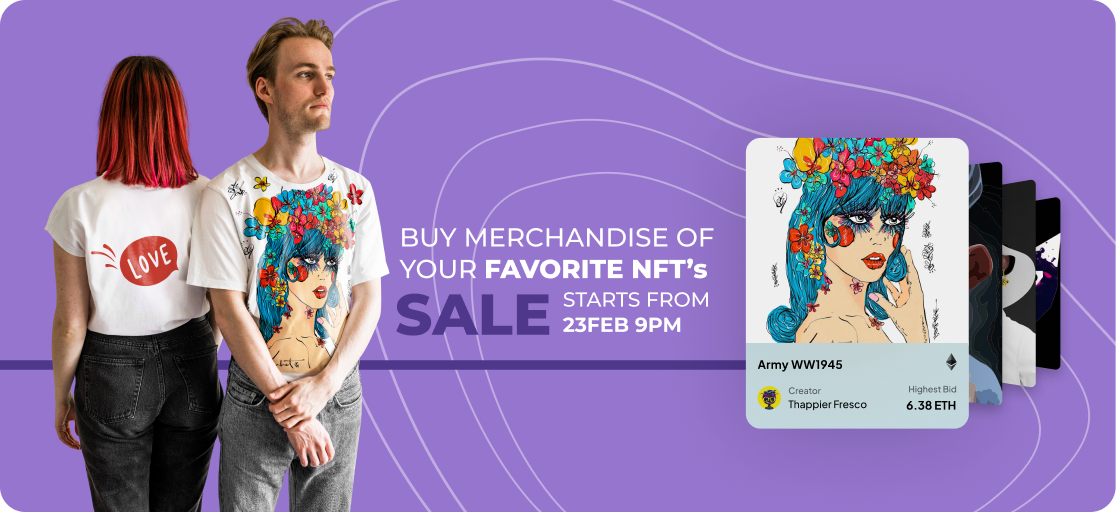 LOVE
BUY MERCHANDISE OF
YOUR FAVORITE NFT's
SALE
STARTS FROM
23FEB 9PM
Army WW1945
Creator
Thappier Fresco
Highest Bid
6.38 ETH